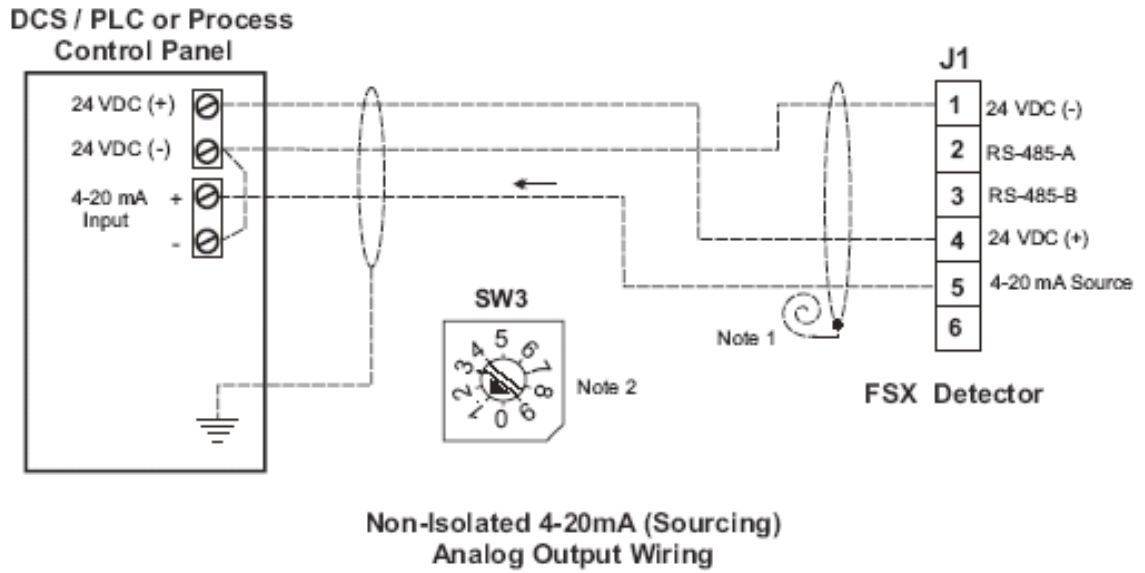 DCS / PLC or Process
Control Panel
24 VDC (+)
24 VDC (-)
4-20 mA +
Input
-
J1
1 24 VDC (-)
2 RS-485-A
3 RS-485-B
4 24 VDC (+)
5 4-20 mA Source
6
Note 1
FSX Detector
SW3
0 1 2 3 4 5 6 7 8 9
Note 2
Non-Isolated 4-20mA (Sourcing)
Analog Output Wiring